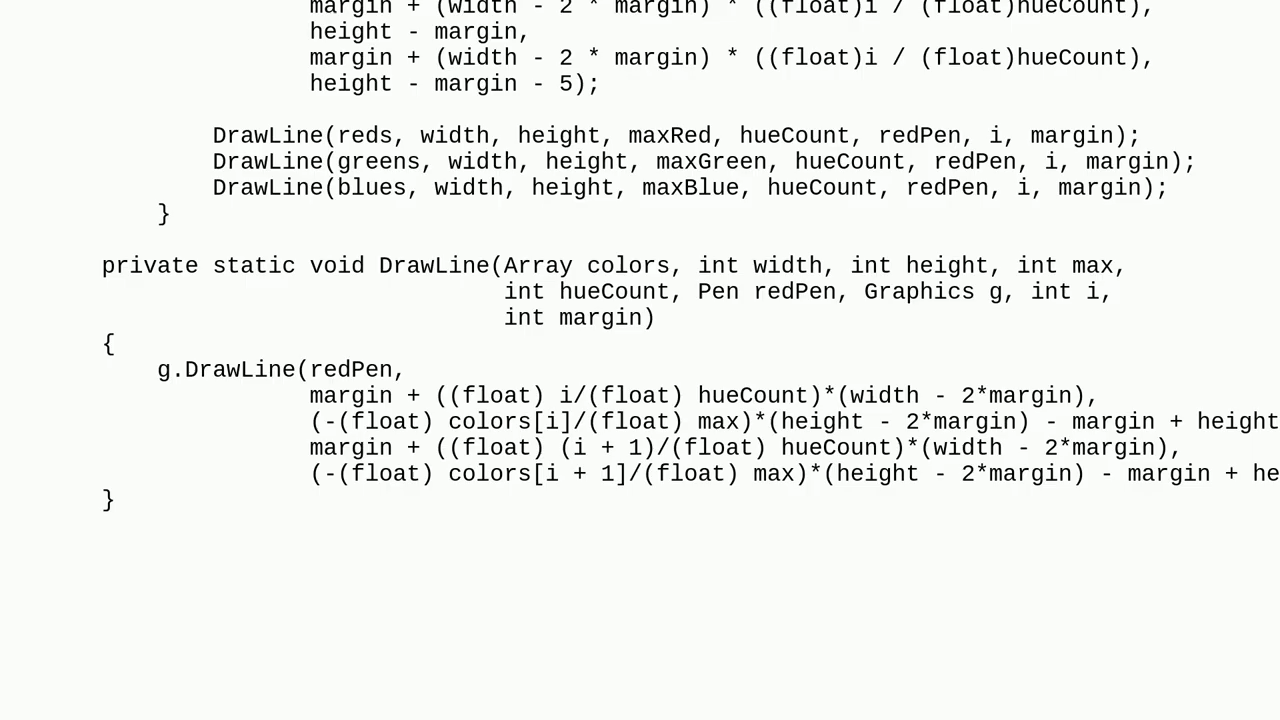 margin + (width - 2 * margin) * ((float)i / (float)hueCount),
height - margin,
margin + (width - 2 * margin) * ((float)i / (float)hueCount),
height - margin - 5);
DrawLine(reds, width, height, maxRed, hueCount, redPen, i, margin);
DrawLine(greens, width, height, maxGreen, hueCount, redPen, i, margin);
DrawLine(blues, width, height, maxBlue, hueCount, redPen, i, margin);
}
private static void DrawLine(Array colors, int width, int height, int max,
int hueCount, Pen redPen, Graphics g, int i,
int margin)
{
g.DrawLine(redPen,
margin + ((float) i/(float) hueCount)*(width - 2*margin),
(-(float) colors[i]/(float) max)*(height - 2*margin) - margin + height
margin + ((float) (i + 1)/(float) hueCount)*(width - 2*margin),
(-(float) colors[i + 1]/(float) max)*(height - 2*margin) - margin + he
}